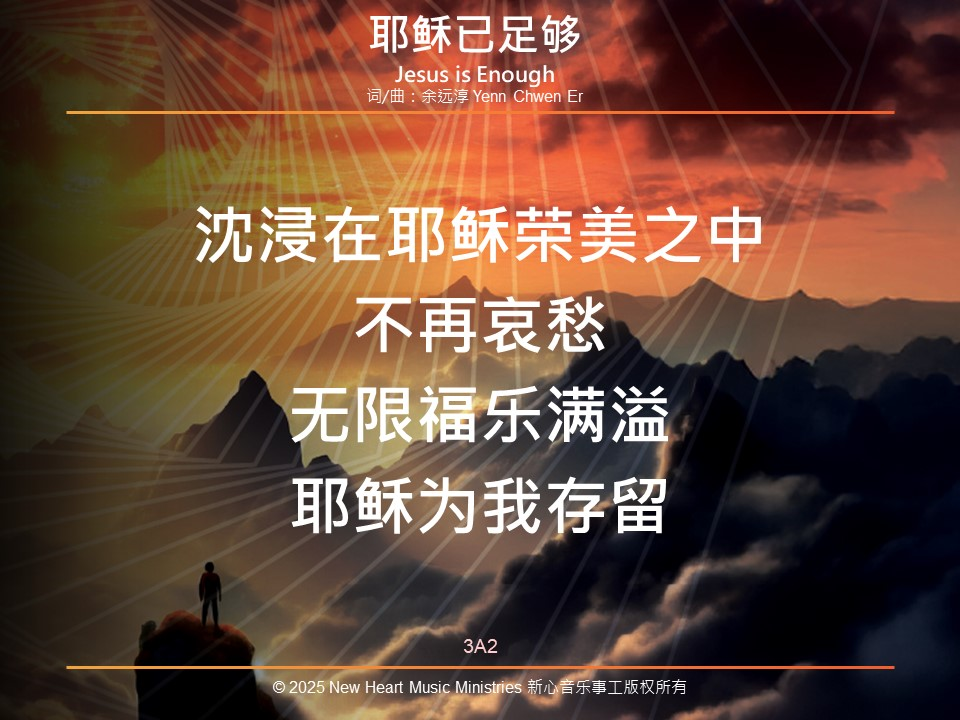 耶稣已足够
Jesus is Enough
词/曲：余远淳 Yenn Chwen Er
沈浸在耶稣荣美之中
不再哀愁
无限福乐满溢
耶稣为我存留
3A2
© 2025 New Heart Music Ministries 新心音乐事工版权所有